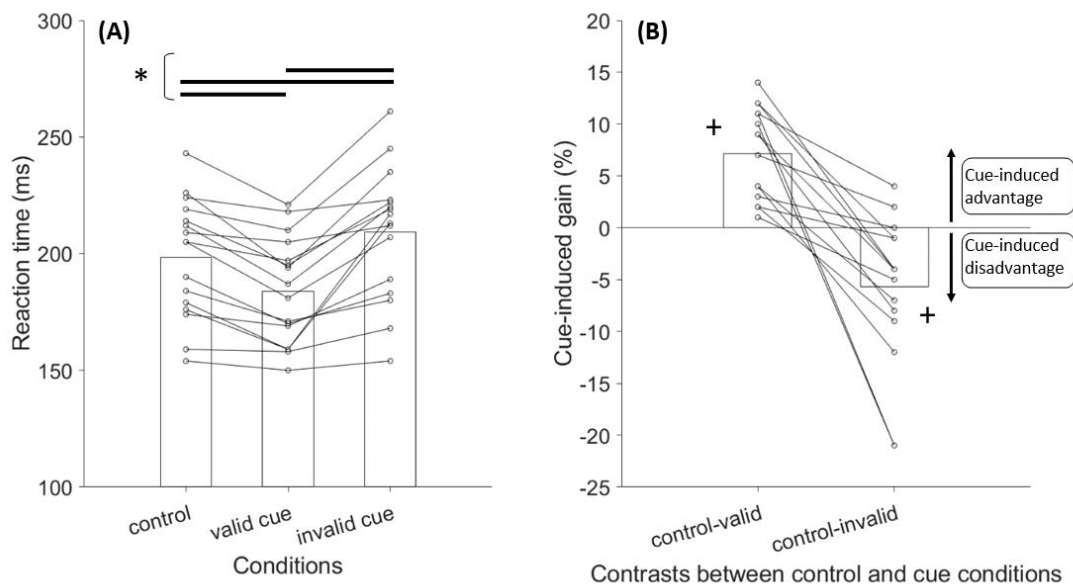 (A)
*
300
250
200
150
100
Reaction time (ms)
control
valid cue
invalid cue
Conditions
(B)
20
15
10
5
0
-5
-10
-15
-20
-25
Cue-induced gain (%)
+
+
Cue-induced
advantage
Cue-induced
disadvantage
control-valid
control-invalid
Contrasts between control and cue conditions